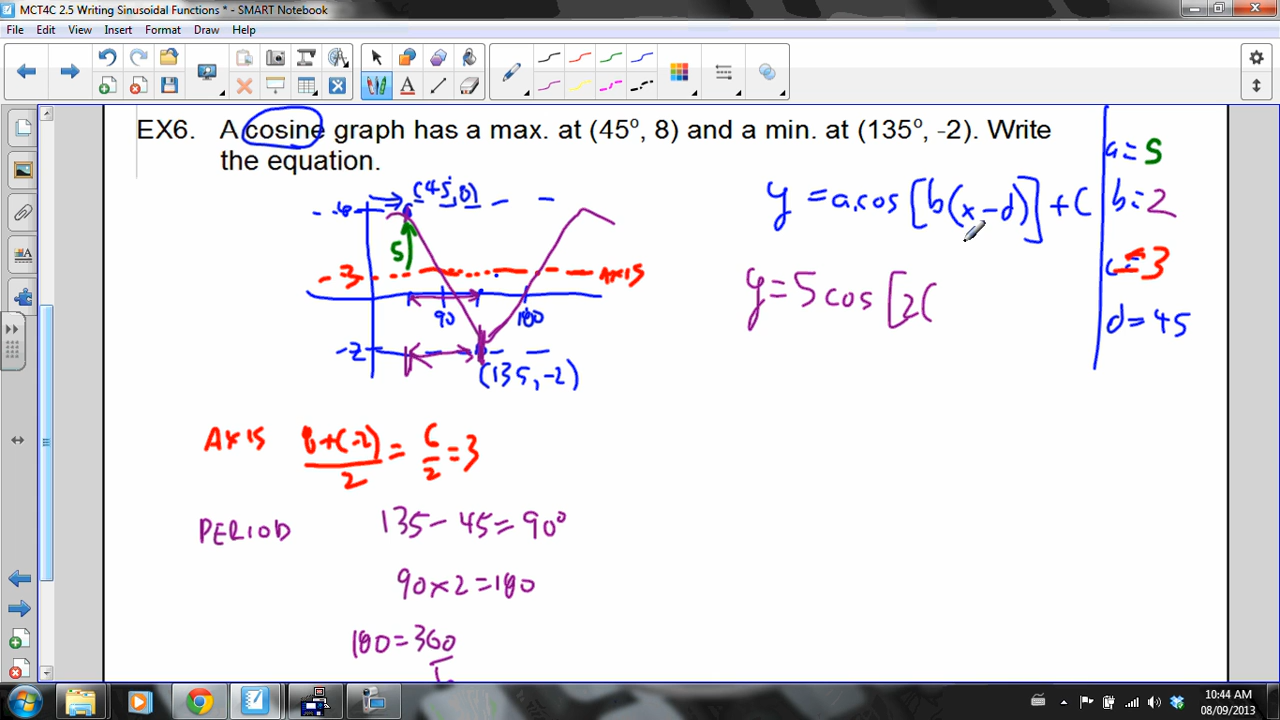 MCT4C 2.5 Writing Sinusoidal Functions * - SMART Notebook
File Edit View Insert Format Draw Help
EX6. A cosine graph has a max. at (45°, 8) and a min. at (135°, -2). Write
the equation.
(45, 8)
8
5
3
AXIS
90
180
-2
(135, -2)
y = a cos [b(x-d)] + c
y = 5 cos [2(
a = 5
b = 2
c = 3
d = 45
AXIS 8+(-2)/2 = 6/2 = 3
PERIOD 135 - 45 = 90°
90 x 2 = 180
180 = 360
10:44 AM
08/09/2013